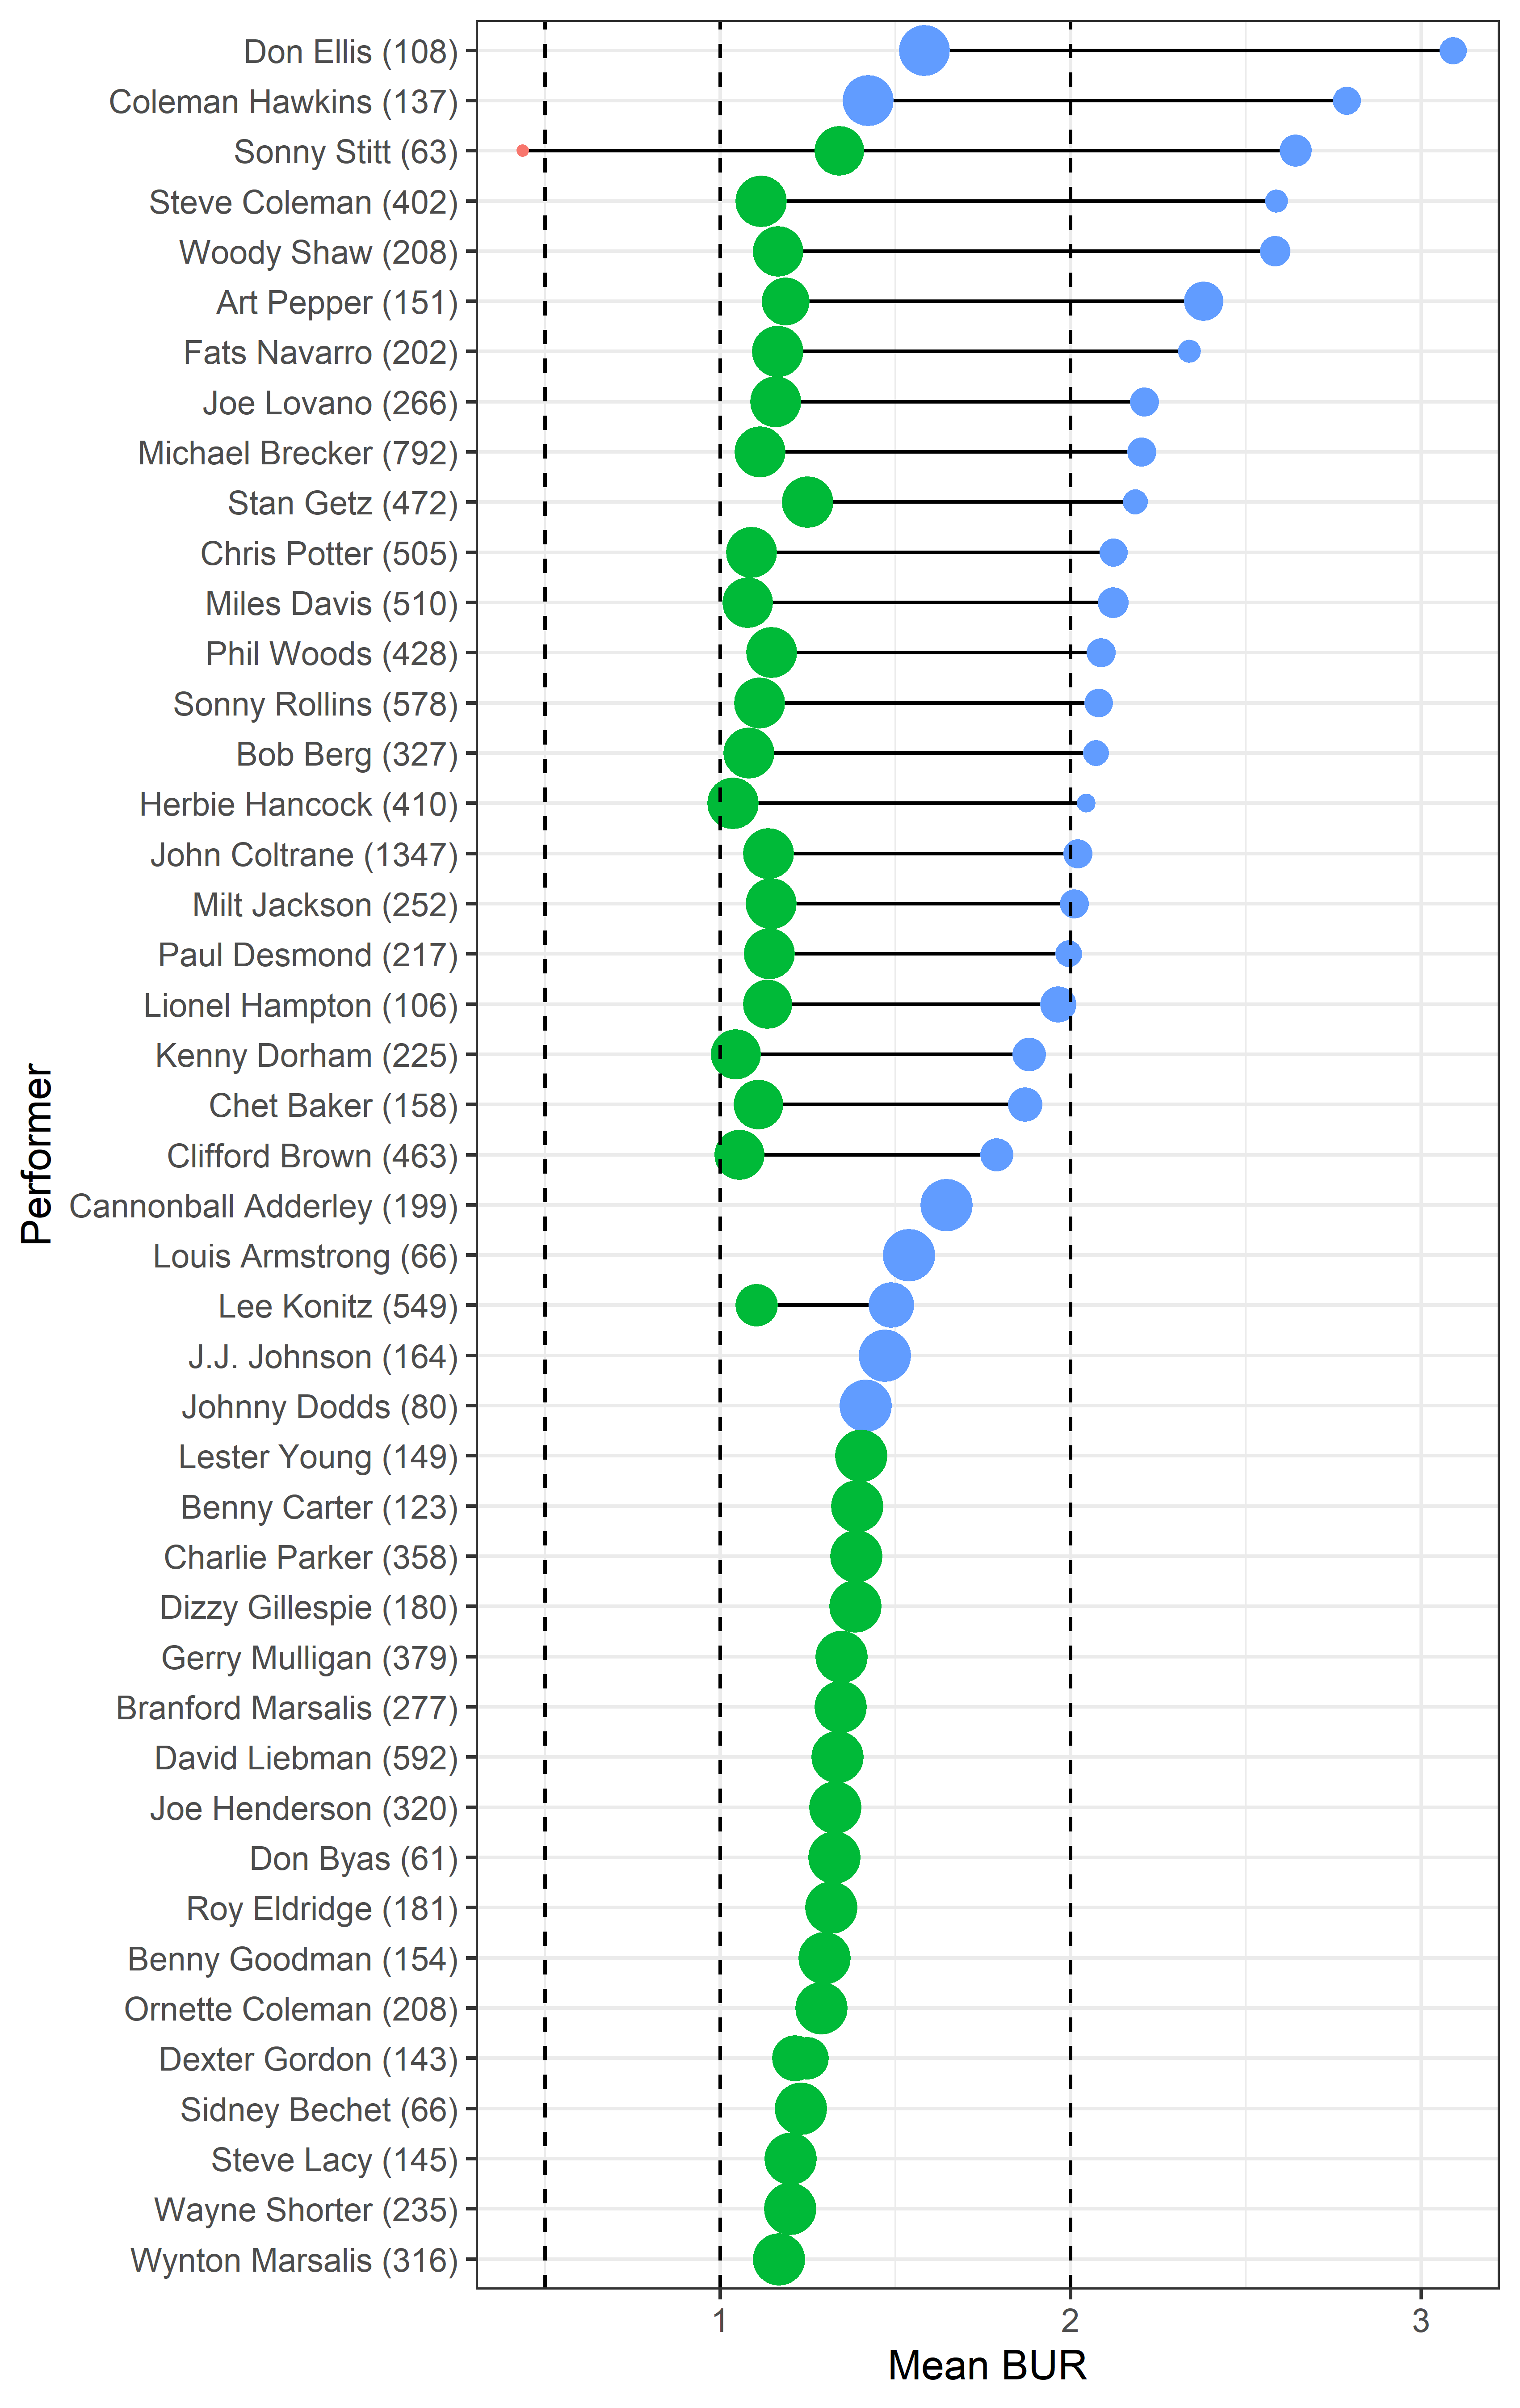 Don Ellis (108)
Coleman Hawkins (137)
Sonny Stitt (63)
Steve Coleman (402)
Woody Shaw (208)
Art Pepper (151)
Fats Navarro (202)
Joe Lovano (266)
Michael Brecker (792)
Stan Getz (472)
Chris Potter (505)
Miles Davis (510)
Phil Woods (428)
Sonny Rollins (578)
Bob Berg (327)
Herbie Hancock (410)
John Coltrane (1347)
Milt Jackson (252)
Paul Desmond (217)
Lionel Hampton (106)
Kenny Dorham (225)
Chet Baker (158)
Clifford Brown (463)
Cannonball Adderley (199)
Louis Armstrong (66)
Lee Konitz (549)
J.J. Johnson (164)
Johnny Dodds (80)
Lester Young (149)
Benny Carter (123)
Charlie Parker (358)
Dizzy Gillespie (180)
Gerry Mulligan (379)
Branford Marsalis (277)
David Liebman (592)
Joe Henderson (320)
Don Byas (61)
Roy Eldridge (181)
Benny Goodman (154)
Ornette Coleman (208)
Dexter Gordon (143)
Sidney Bechet (66)
Steve Lacy (145)
Wayne Shorter (235)
Wynton Marsalis (316)
Performer
1 2 3
Mean BUR